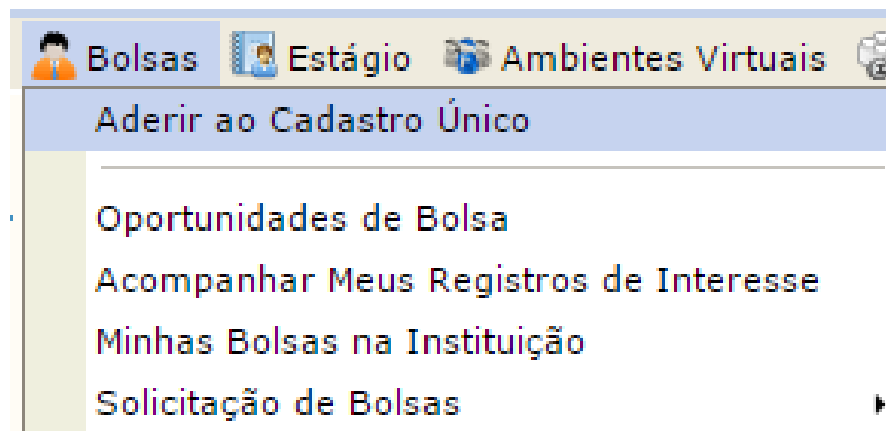 Bolsas Estágio Ambientes Virtuais
Aderir ao Cadastro Único
Oportunidades de Bolsa
Acompanhar Meus Registros de Interesse
Minhas Bolsas na Instituição
Solicitação de Bolsas